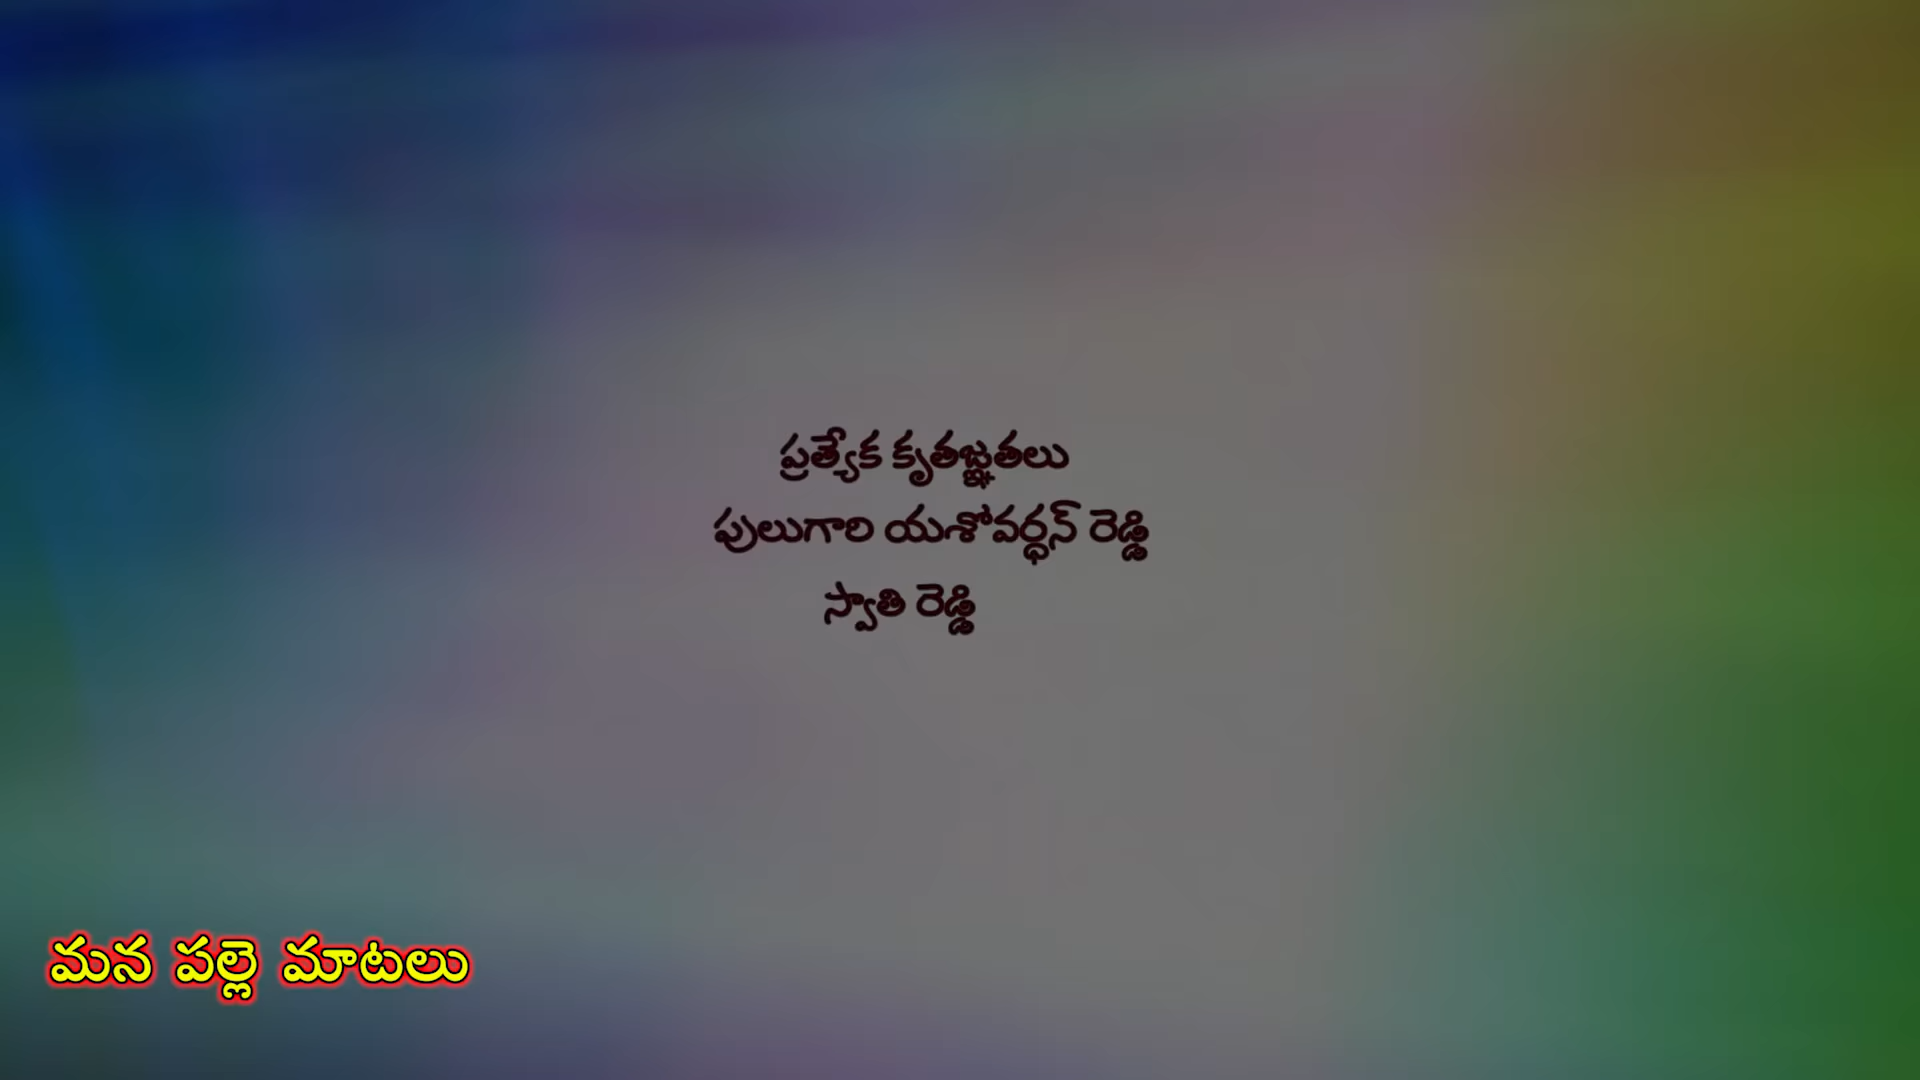 ప్రత్యేక కృతజ్ఞతలు
పులుగారి యశోవర్ధన్ రెడ్డి
స్వాతి రెడ్డి
మన పల్లె మాటలు